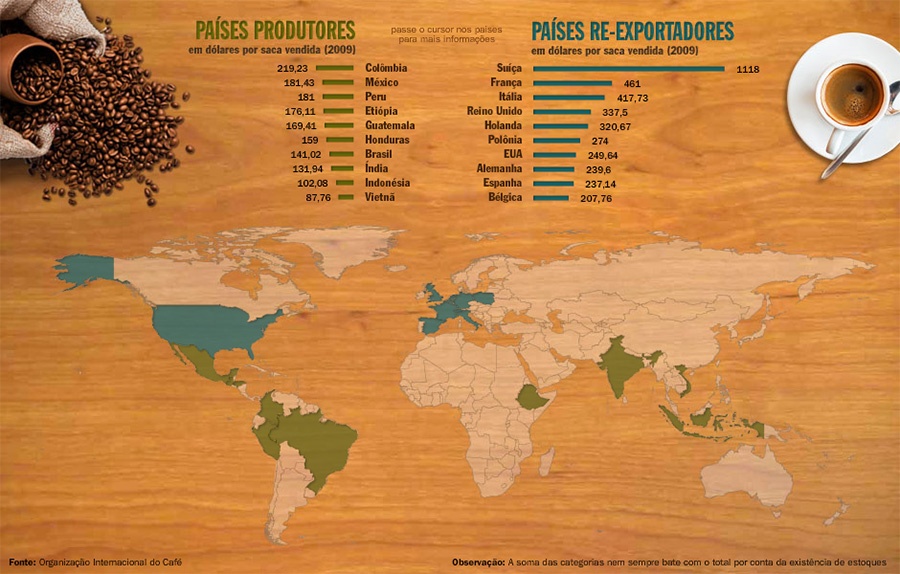 PAÍSES PRODUTORES
em dólares por saca vendida (2009)
219,23 Colômbia
181,43 México
181 Peru
176,11 Etiópia
169,41 Guatemala
159 Honduras
141,02 Brasil
131,94 Índia
102,08 Indonésia
87,76 Vietnã
passe o cursor nos países
para mais informações
PAÍSES RE-EXPORTADORES
em dólares por saca vendida (2009)
Suíça 1118
França 461
Itália 417,73
Reino Unido 337,5
Holanda 320,67
Polônia 274
EUA 249,64
Alemanha 239,6
Espanha 237,14
Bélgica 207,76
Fonte: Organização Internacional do Café
Observação: A soma das categorias nem sempre bate com o total por conta da existência de estoques